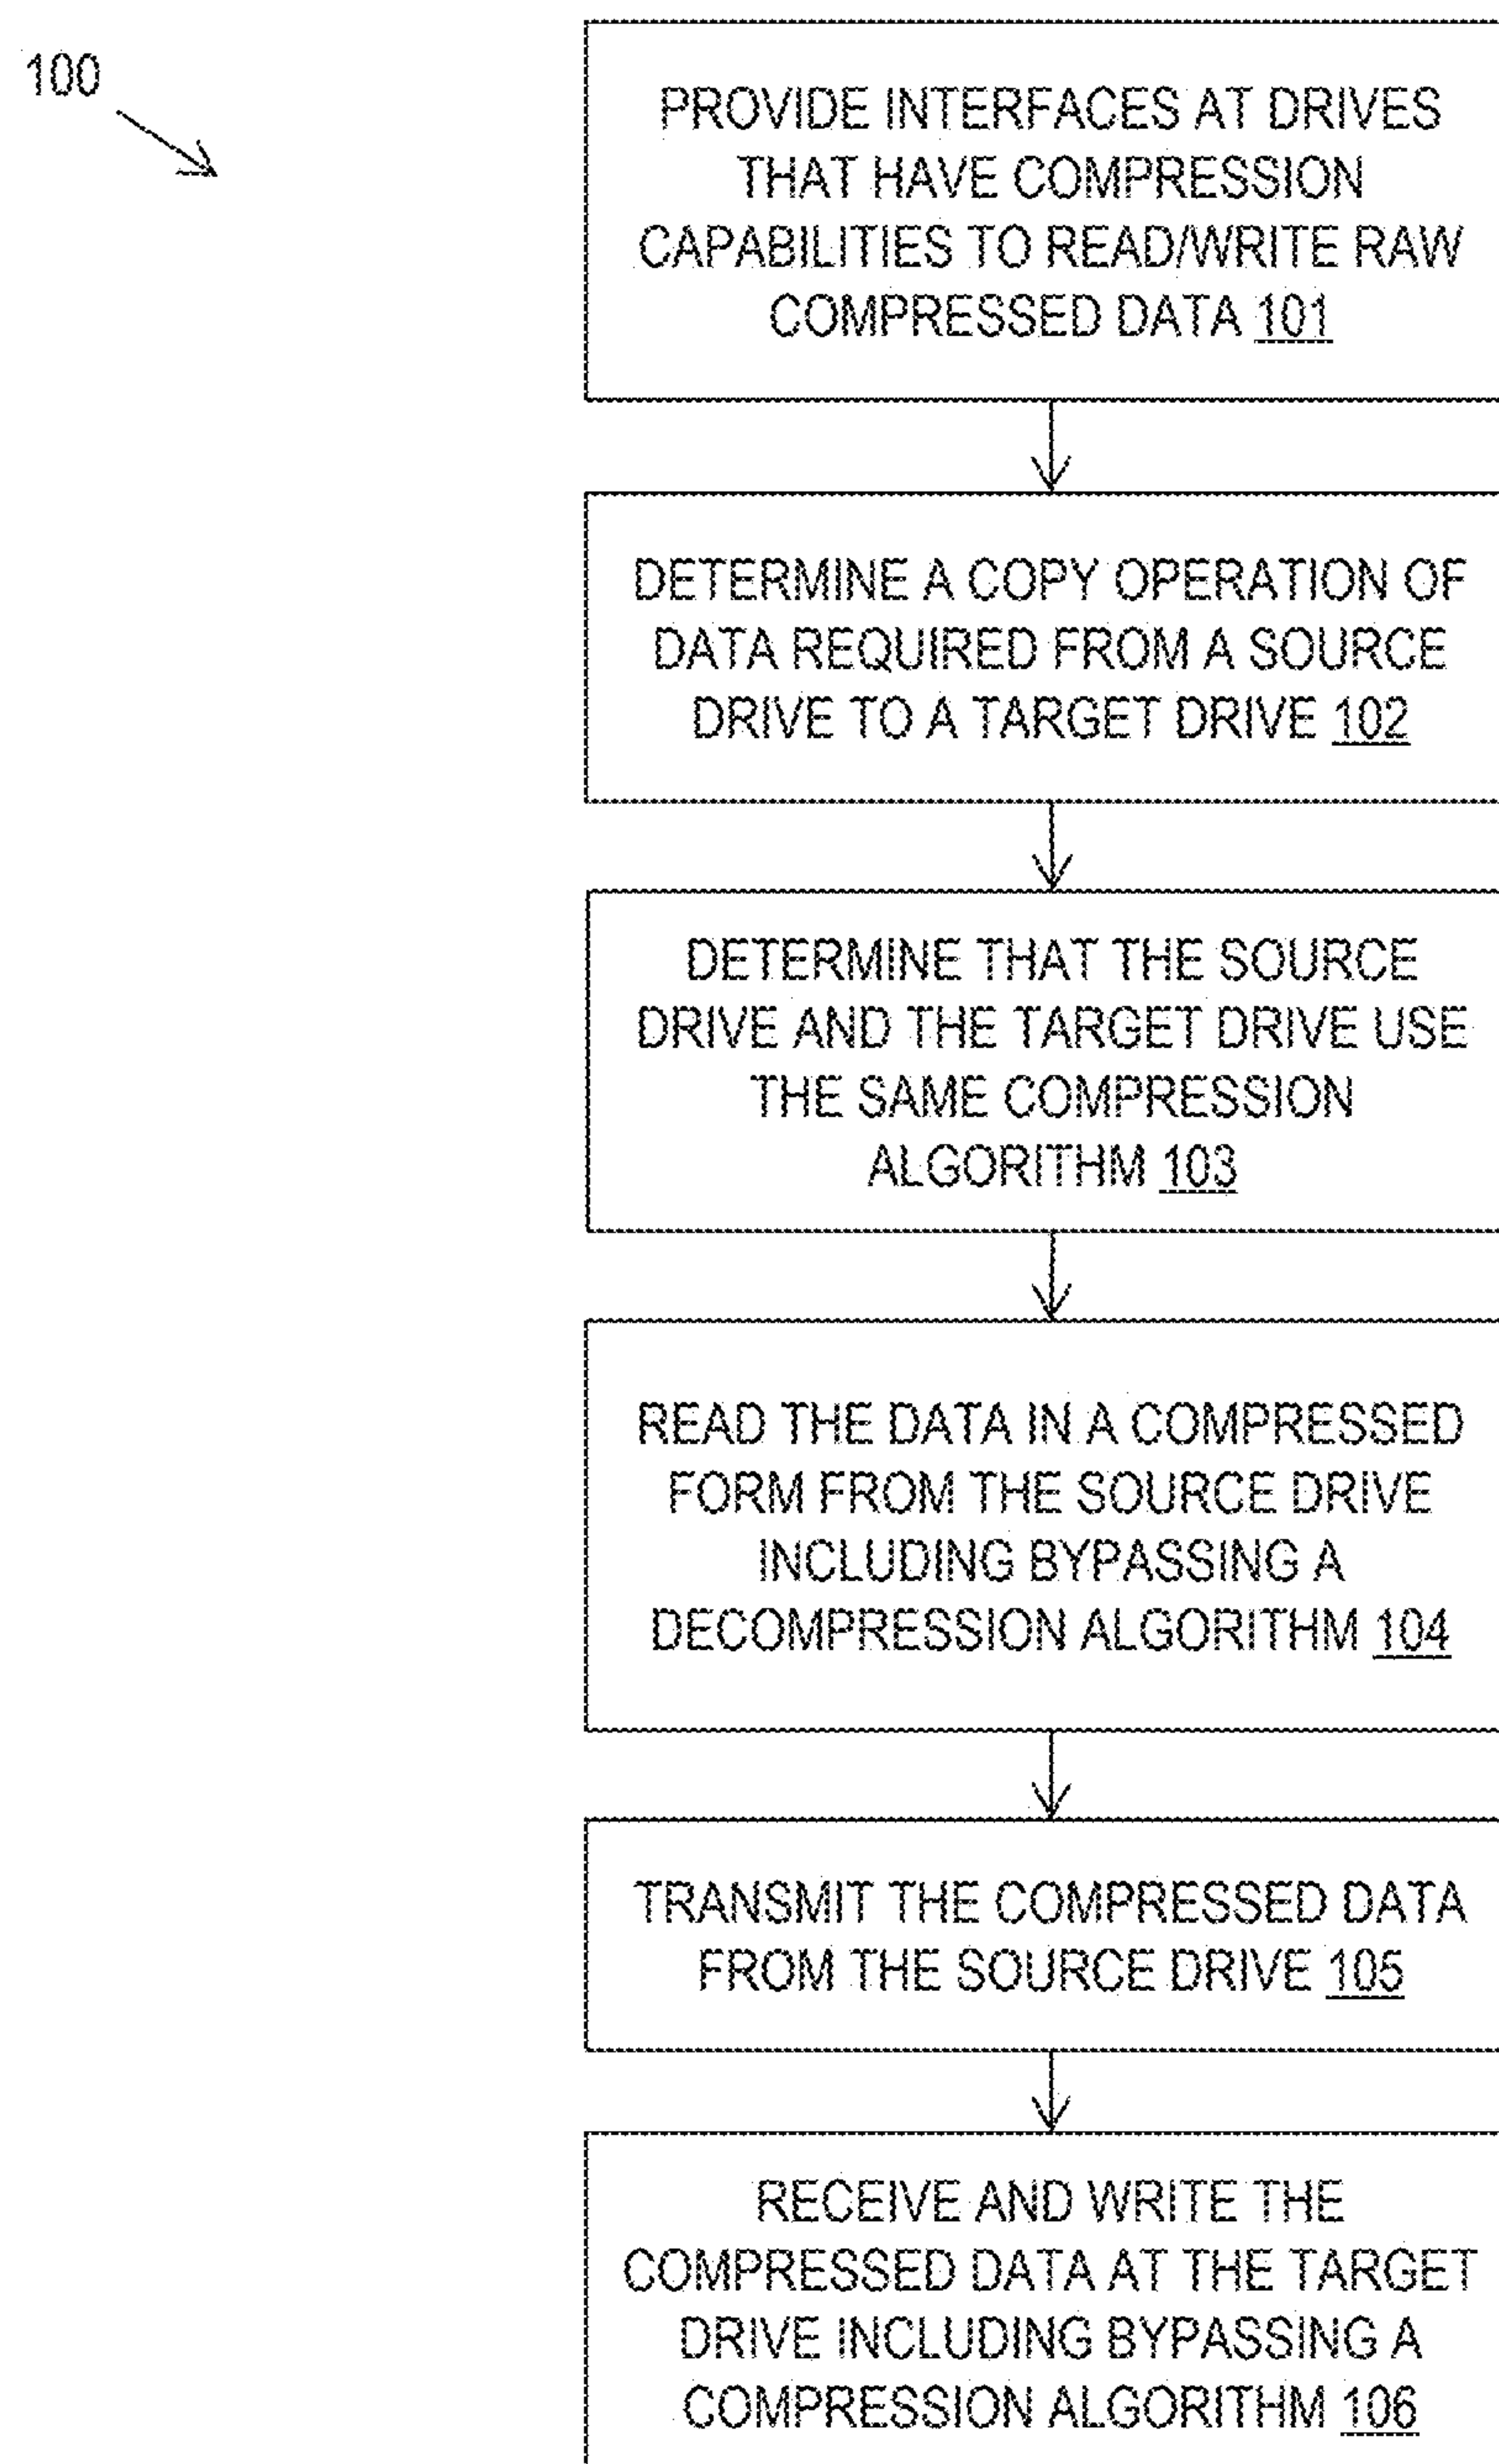 100
PROVIDE INTERFACES AT DRIVES
THAT HAVE COMPRESSION
CAPABILITIES TO READ/WRITE RAW
COMPRESSED DATA 101
DETERMINE A COPY OPERATION OF
DATA REQUIRED FROM A SOURCE
DRIVE TO A TARGET DRIVE 102
DETERMINE THAT THE SOURCE
DRIVE AND THE TARGET DRIVE USE
THE SAME COMPRESSION
ALGORITHM 103
READ THE DATA IN A COMPRESSED
FORM FROM THE SOURCE DRIVE
INCLUDING BYPASSING A
DECOMPRESSION ALGORITHM 104
TRANSMIT THE COMPRESSED DATA
FROM THE SOURCE DRIVE 105
RECEIVE AND WRITE THE
COMPRESSED DATA AT THE TARGET
DRIVE INCLUDING BYPASSING A
COMPRESSION ALGORITHM 106